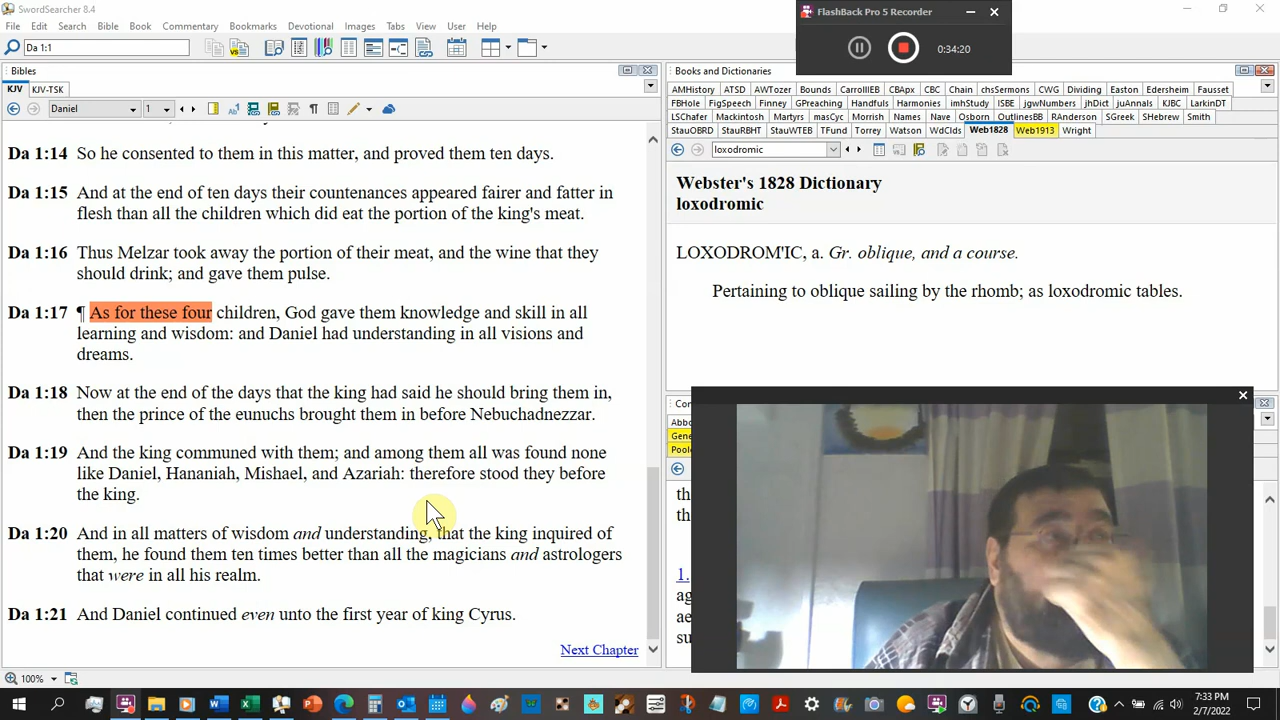 SwordSearcher 8.4
File Edit Search Bible Book Commentary Bookmarks Devotional Images Tabs View User Help
FlashBack Pro 5 Recorder
0:34:20
Da 1:1
Bibles
KJV KJV-TSK
Daniel 1
Da 1:14 So he consented to them in this matter, and proved them ten days.
Da 1:15 And at the end of ten days their countenances appeared fairer and fatter in
flesh than all the children which did eat the portion of the king's meat.
Da 1:16 Thus Melzar took away the portion of their meat, and the wine that they
should drink; and gave them pulse.
Da 1:17 ¶ As for these four children, God gave them knowledge and skill in all
learning and wisdom: and Daniel had understanding in all visions and
dreams.
Da 1:18 Now at the end of the days that the king had said he should bring them in,
then the prince of the eunuchs brought them in before Nebuchadnezzar.
Da 1:19 And the king communed with them; and among them all was found none
like Daniel, Hananiah, Mishael, and Azariah: therefore stood they before
the king.
Da 1:20 And in all matters of wisdom and understanding, that the king inquired of
them, he found them ten times better than all the magicians and astrologers
that were in all his realm.
Da 1:21 And Daniel continued even unto the first year of king Cyrus.
Next Chapter
100%
Books and Dictionaries
AMHistory ATSD AWTozer Bounds CarrollIEB CBApx CBC Chain chsSermons CWG Dividing Easton Edersheim Fausset
FBHole FigSpeech Finney GPreaching Handfuls Harmonies imhStudy ISBE jgwNumbers jhDict juAnnals KJBC LarkinDT
LSChafer Mackintosh Martyrs masCyc Morrish Names Nave Osborn OutlinesBB RAnderson SGreek SHebrew Smith
StauOBRD StauRBHT StauWTEB TFund Torrey Watson WdClds Web1828 Web1913 Wright
loxodromic
Webster's 1828 Dictionary
loxodromic
LOXODROM'IC, a. Gr. oblique, and a course.
Pertaining to oblique sailing by the rhomb; as loxodromic tables.
Abbo
Gene
Poole
th
th
1.
ag
ae
su
7:33 PM
2/7/2022